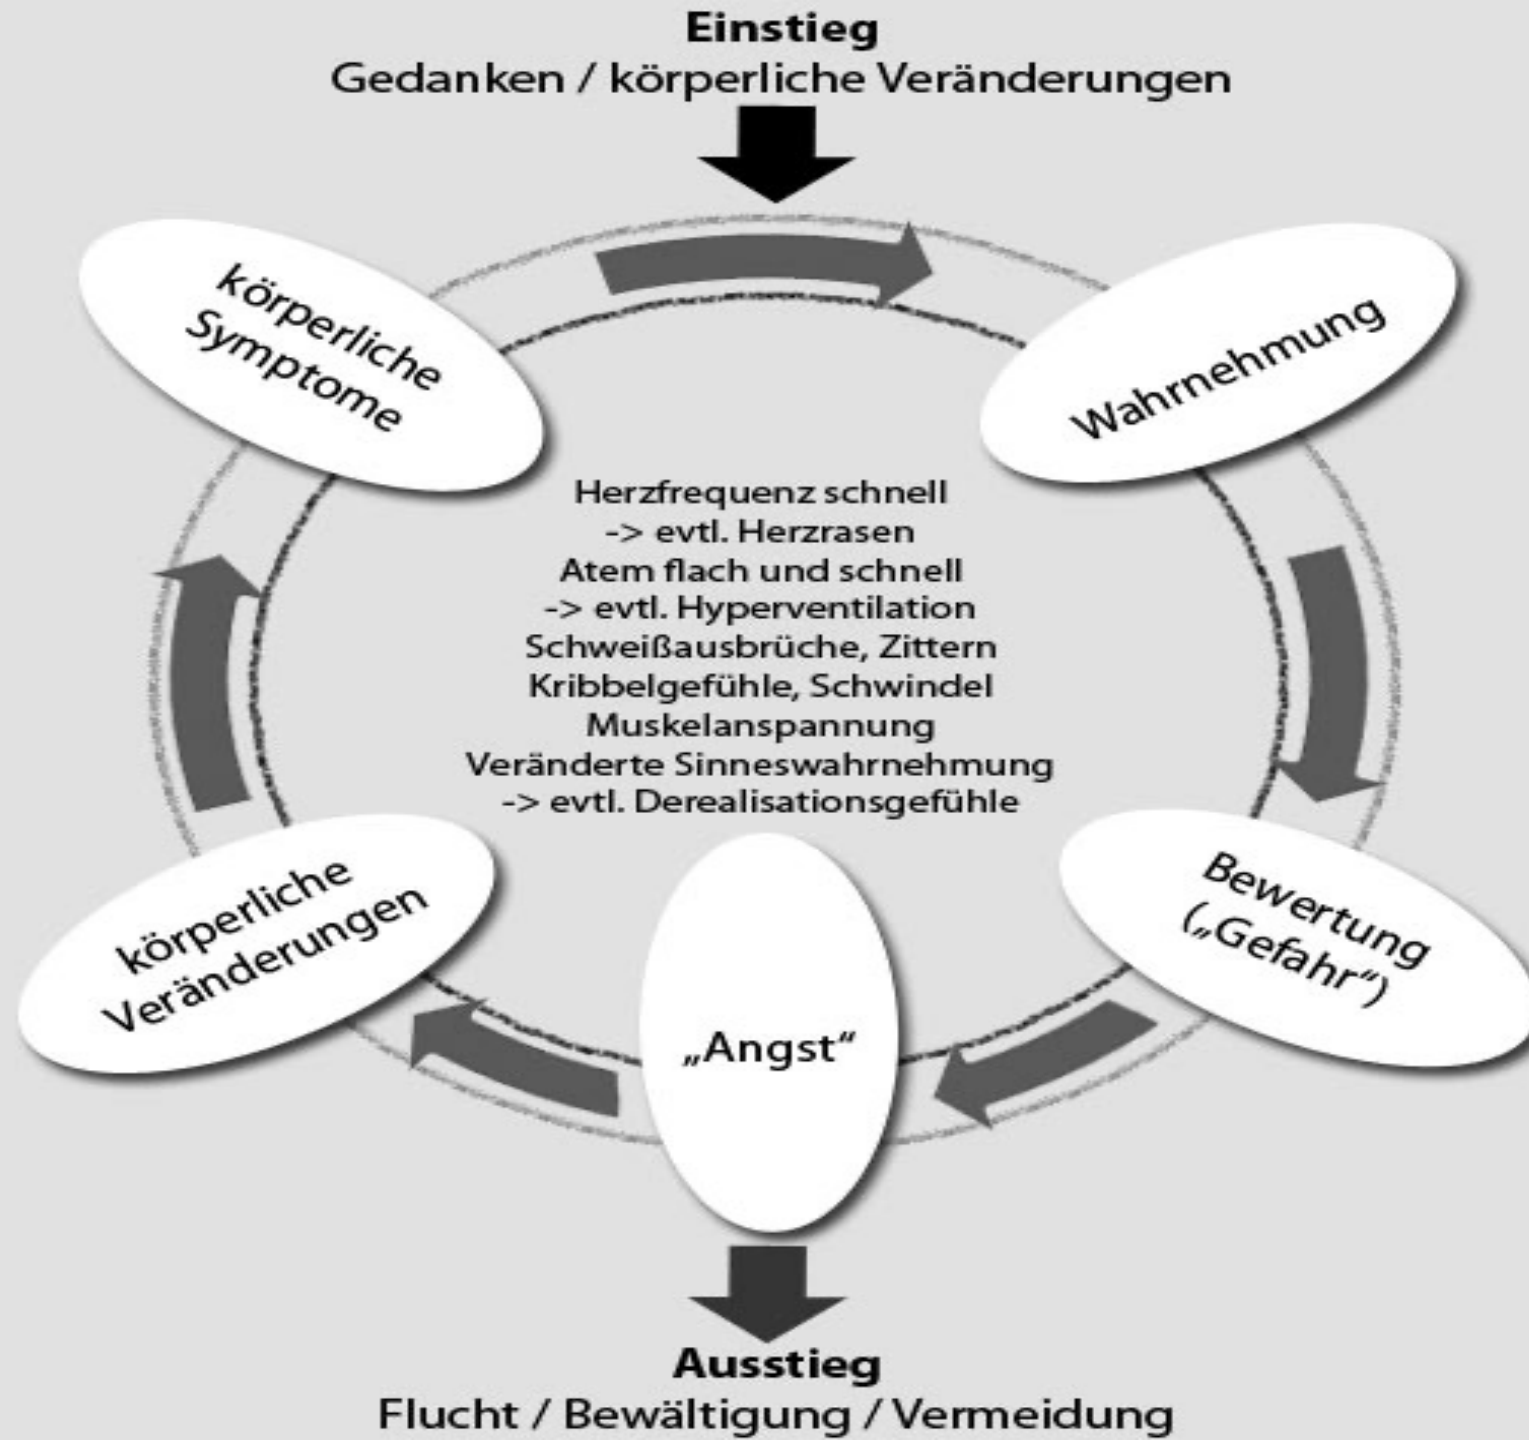 Einstieg
Gedanken / körperliche Veränderungen
körperliche
Symptome
Wahrnehmung
Herzfrequenz schnell
-> evtl. Herzrasen
Atem flach und schnell
-> evtl. Hyperventilation
Schweißausbrüche, Zittern
Kribbelgefühle, Schwindel
Muskelanspannung
Veränderte Sinneswahrnehmung
-> evtl. Derealisationsgefühle
körperliche
Veränderungen
„Angst“
Bewertung
(„Gefahr“)
Ausstieg
Flucht / Bewältigung / Vermeidung